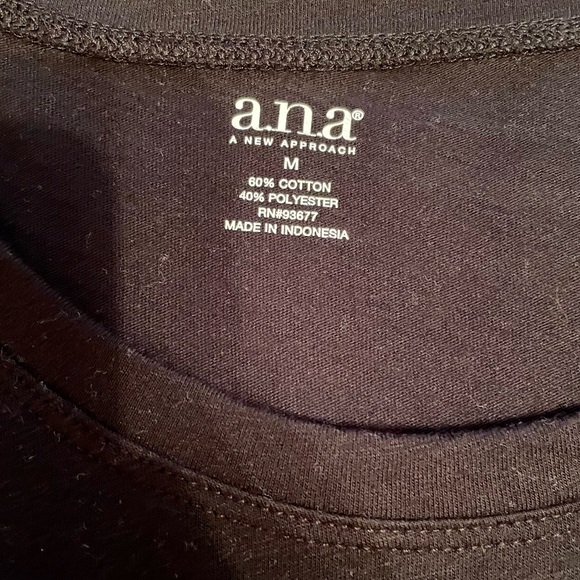 a.n.a®
A NEW APPROACH
M
60% COTTON
40% POLYESTER
RN#93677
MADE IN INDONESIA